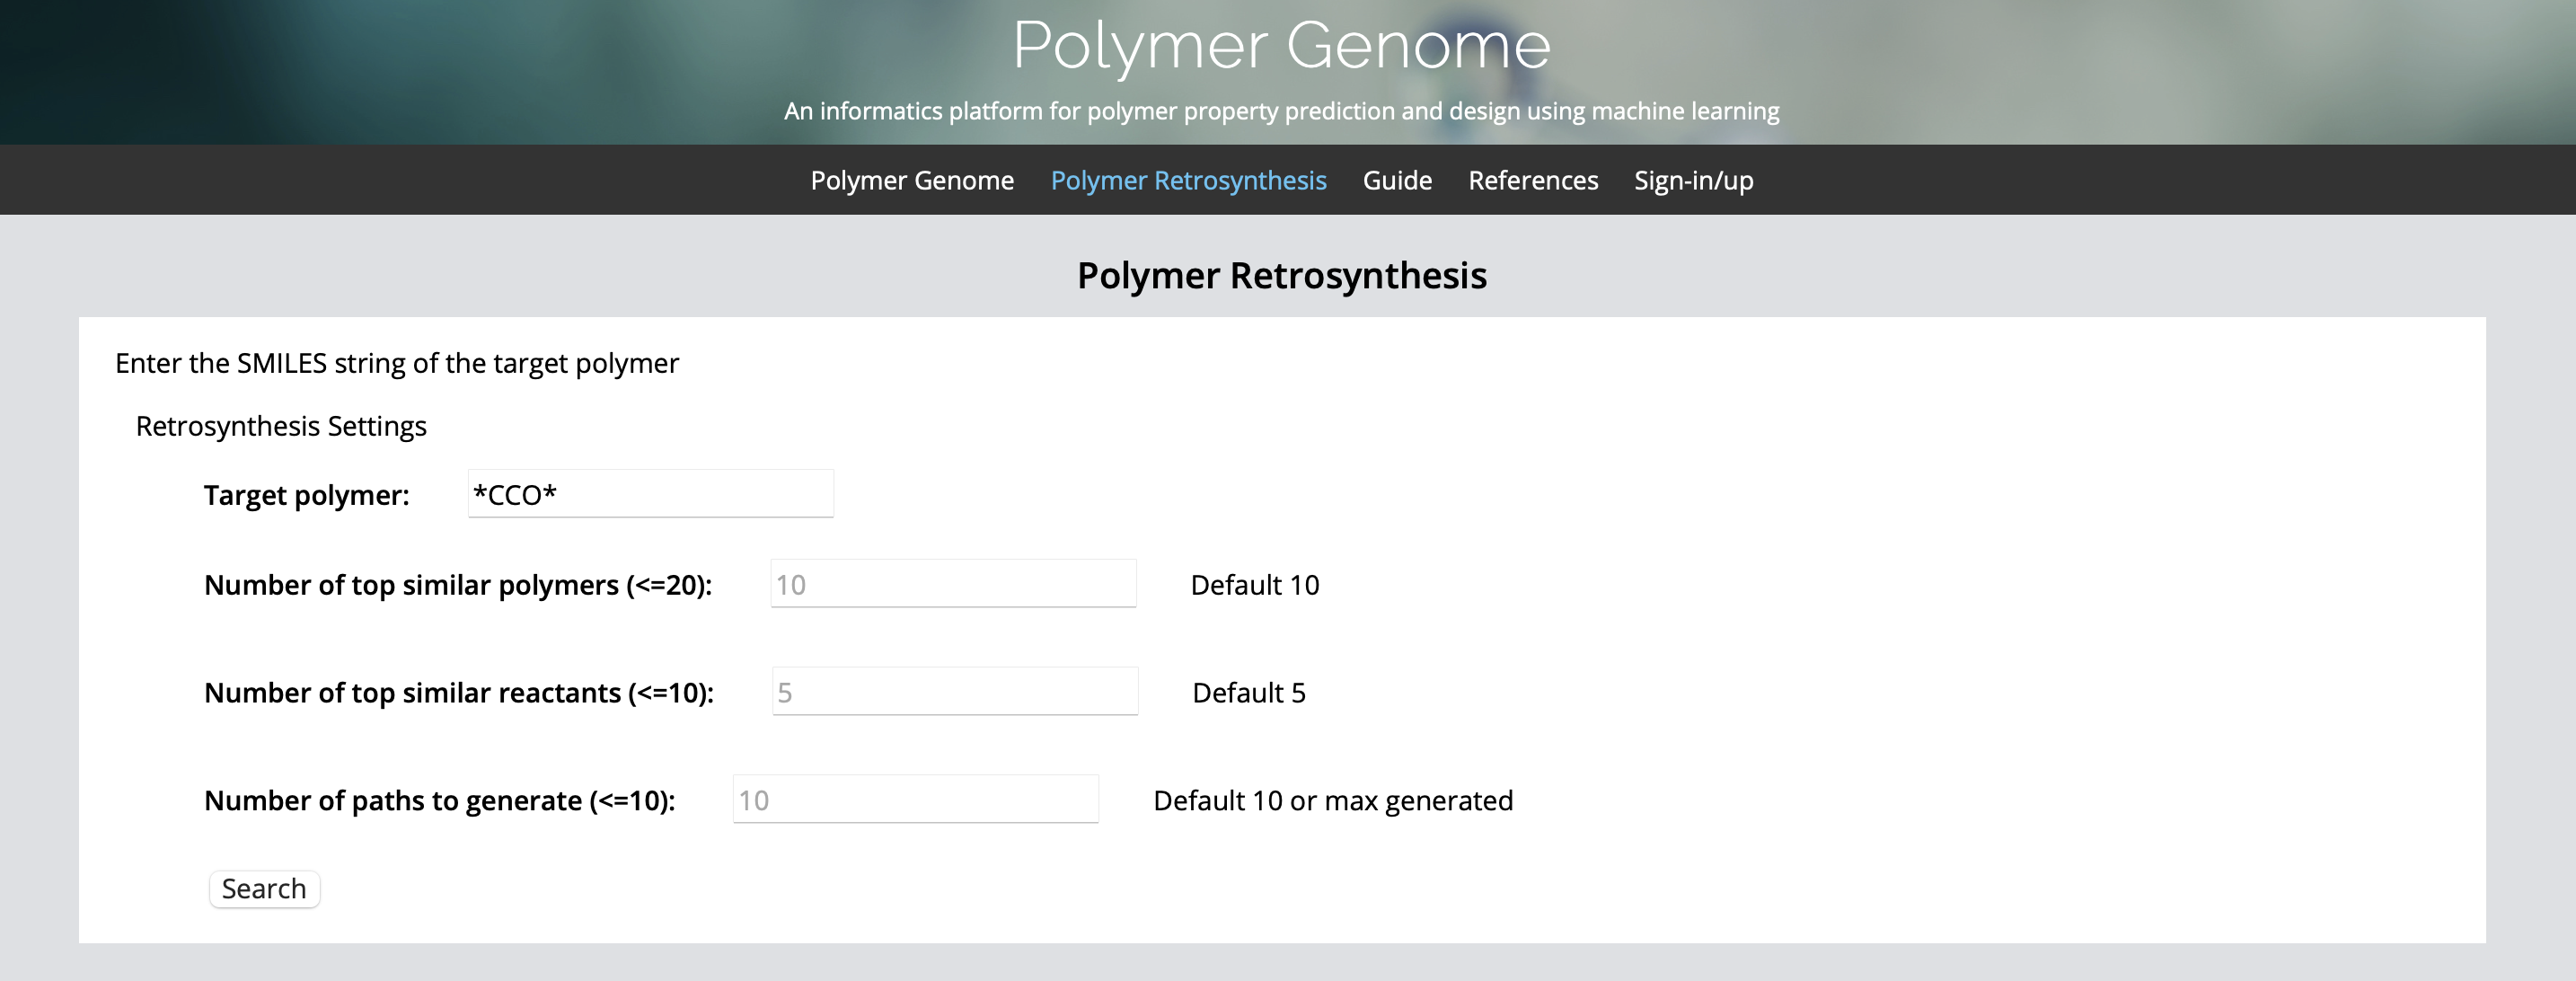 Polymer Genome
An informatics platform for polymer property prediction and design using machine learning
Polymer Genome Polymer Retrosynthesis Guide References Sign-in/up
Polymer Retrosynthesis
Enter the SMILES string of the target polymer
Retrosynthesis Settings
Target polymer: *CCO*
Number of top similar polymers (<=20): 10 Default 10
Number of top similar reactants (<=10): 5 Default 5
Number of paths to generate (<=10): 10 Default 10 or max generated
Search